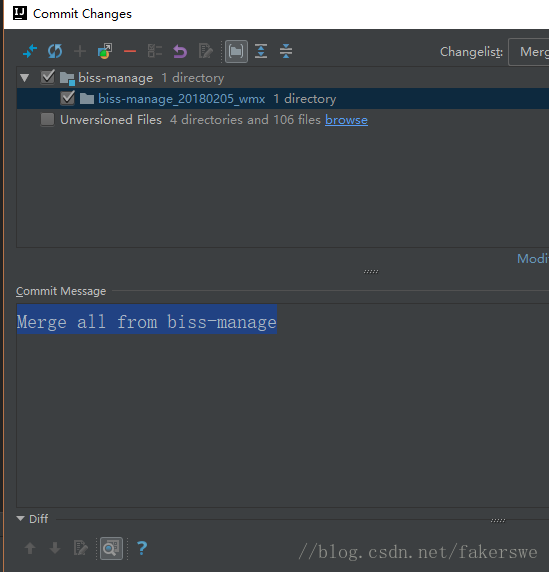 Commit Changes
Changelist: Merg
biss-manage 1 directory
biss-manage_20180205_wmx 1 directory
Unversioned Files 4 directories and 106 files browse
Modi
Commit Message
Merge all from biss-manage
Diff
//blog.csdn.net/fakerswe